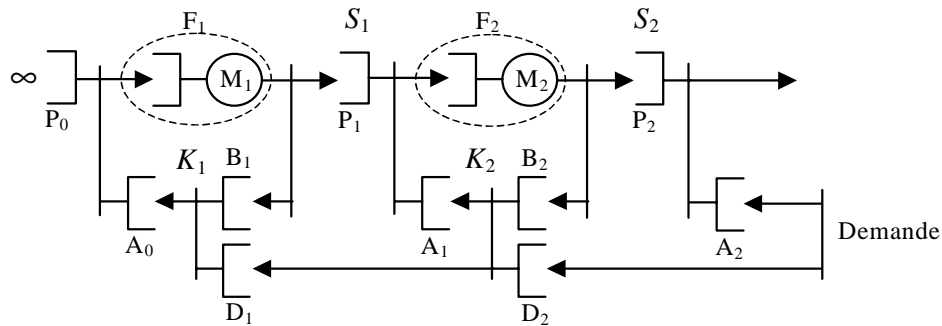 F1 S1 F2 S2
∞ M1 M2
P0 P1 P2
K1 B1 K2 B2
A0 A1 A2 Demande
D1 D2